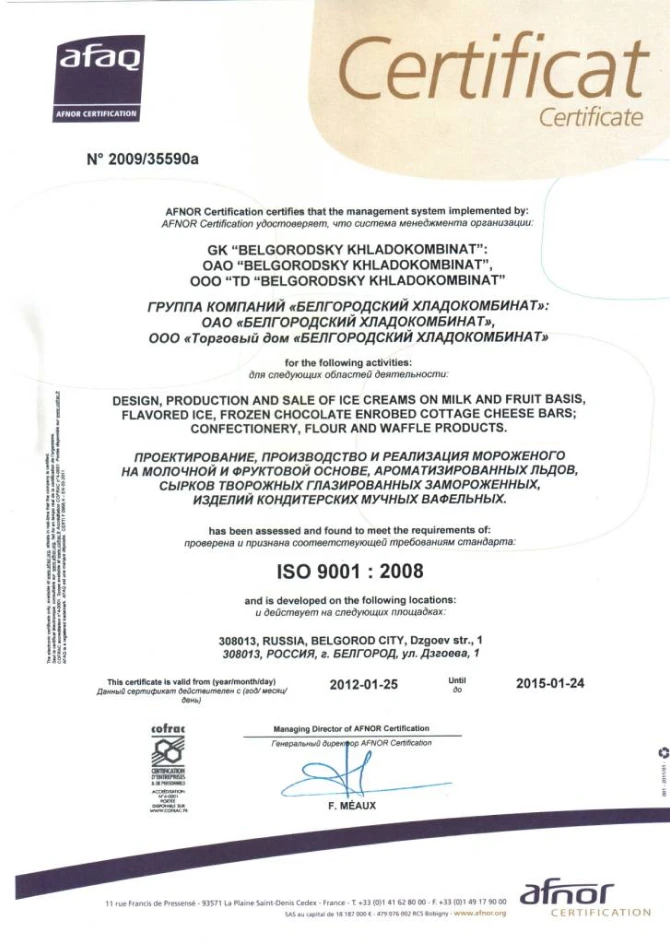 afaq
AFNOR CERTIFICATION
Certificat
Certificate
N° 2009/35590a
AFNOR Certification certifies that the management system implemented by:
AFNOR Certification удостоверяет, что система менеджмента организации:
GK “BELGORODSKY KHLADOKOMBINAT”:
OAO “BELGORODSKY KHLADOKOMBINAT”,
OOO “TD “BELGORODSKY KHLADOKOMBINAT”
ГРУППА КОМПАНИЙ «БЕЛГОРОДСКИЙ ХЛАДОКОМБИНАТ»:
ОАО «БЕЛГОРОДСКИЙ ХЛАДОКОМБИНАТ»,
ООО «Торговый дом «БЕЛГОРОДСКИЙ ХЛАДОКОМБИНАТ»
for the following activities:
для следующих областей деятельности:
DESIGN, PRODUCTION AND SALE OF ICE CREAMS ON MILK AND FRUIT BASIS,
FLAVORED ICE, FROZEN CHOCOLATE ENROBED COTTAGE CHEESE BARS;
CONFECTIONERY, FLOUR AND WAFFLE PRODUCTS.
ПРОЕКТИРОВАНИЕ, ПРОИЗВОДСТВО И РЕАЛИЗАЦИЯ МОРОЖЕНОГО
НА МОЛОЧНОЙ И ФРУКТОВОЙ ОСНОВЕ, АРОМАТИЗИРОВАННЫХ ЛЬДОВ,
СЫРКОВ ТВОРОЖНЫХ ГЛАЗИРОВАННЫХ ЗАМОРОЖЕННЫХ,
ИЗДЕЛИЙ КОНДИТЕРСКИХ МУЧНЫХ ВАФЕЛЬНЫХ.
has been assessed and found to meet the requirements of:
проверена и признана соответствующей требованиям стандарта:
ISO 9001 : 2008
and is developed on the following locations:
и действует на следующих площадках:
308013, RUSSIA, BELGOROD CITY, Dzgoev str., 1
308013, РОССИЯ, г. БЕЛГОРОД, ул. Дзгоева, 1
This certificate is valid from (year/month/day)
Данный сертификат действителен с (год/ месяц/
день)
2012-01-25
Until
до
2015-01-24
cofrac
CERTIFICATION
D'ENTREPRISES
& DE PERSONNELS
ACCRÉDITATION
N°4-0001
PORTÉE
DISPONIBLE SUR
WWW.COFRAC.FR
Managing Director of AFNOR Certification
Генеральный директор AFNOR Certification
F. MÉAUX
11 rue Francis de Pressensé - 93571 La Plaine Saint-Denis Cedex - France - T. +33 (0)1 41 62 80 00 - F. +33 (0)1 49 17 90 00
SAS au capital de 18 187 000 € - 479 076 002 RCS Bobigny - www.afnor.org
afnor
CERTIFICATION